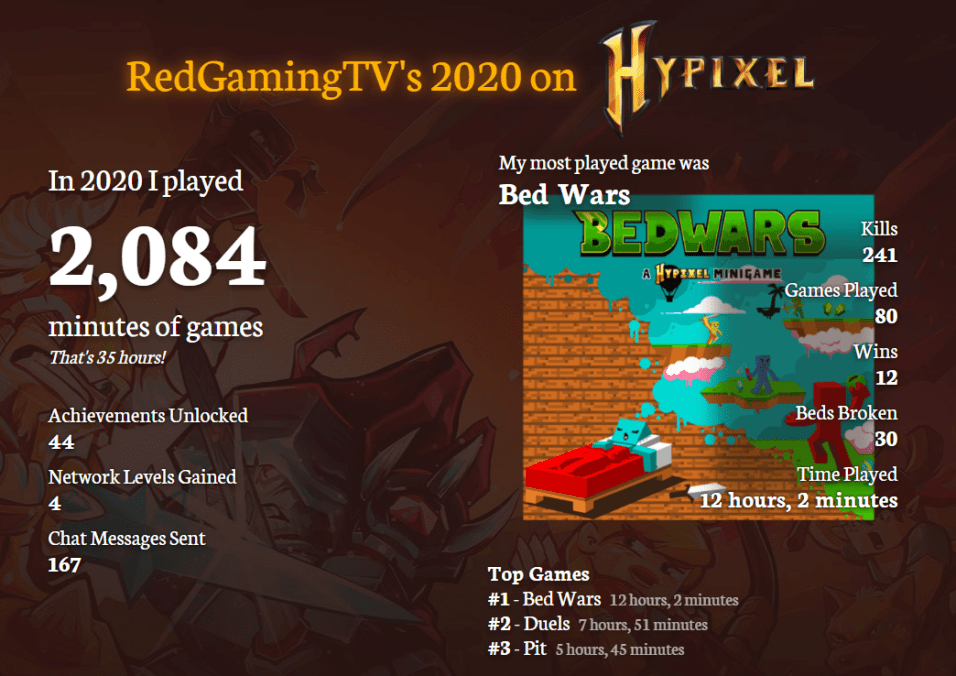 RedGamingTV's 2020 on HYPIXEL
In 2020 I played
2,084
minutes of games
That's 35 hours!
Achievements Unlocked
44
Network Levels Gained
4
Chat Messages Sent
167
My most played game was
Bed Wars
BEDWARS
A HYPIXEL MINIGAME
Kills
241
Games Played
80
Wins
12
Beds Broken
30
Time Played
12 hours, 2 minutes
Top Games
#1 - Bed Wars 12 hours, 2 minutes
#2 - Duels 7 hours, 51 minutes
#3 - Pit 5 hours, 45 minutes